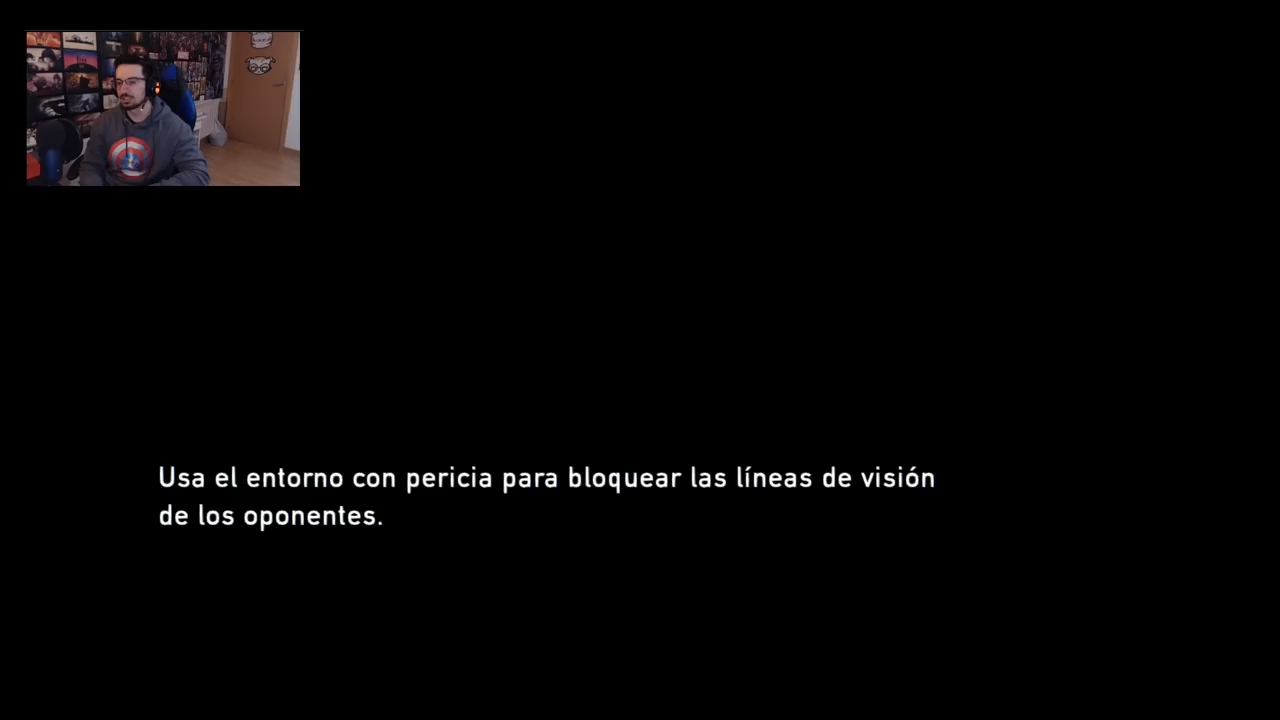 Usa el entorno con pericia para bloquear las líneas de visión
de los oponentes.